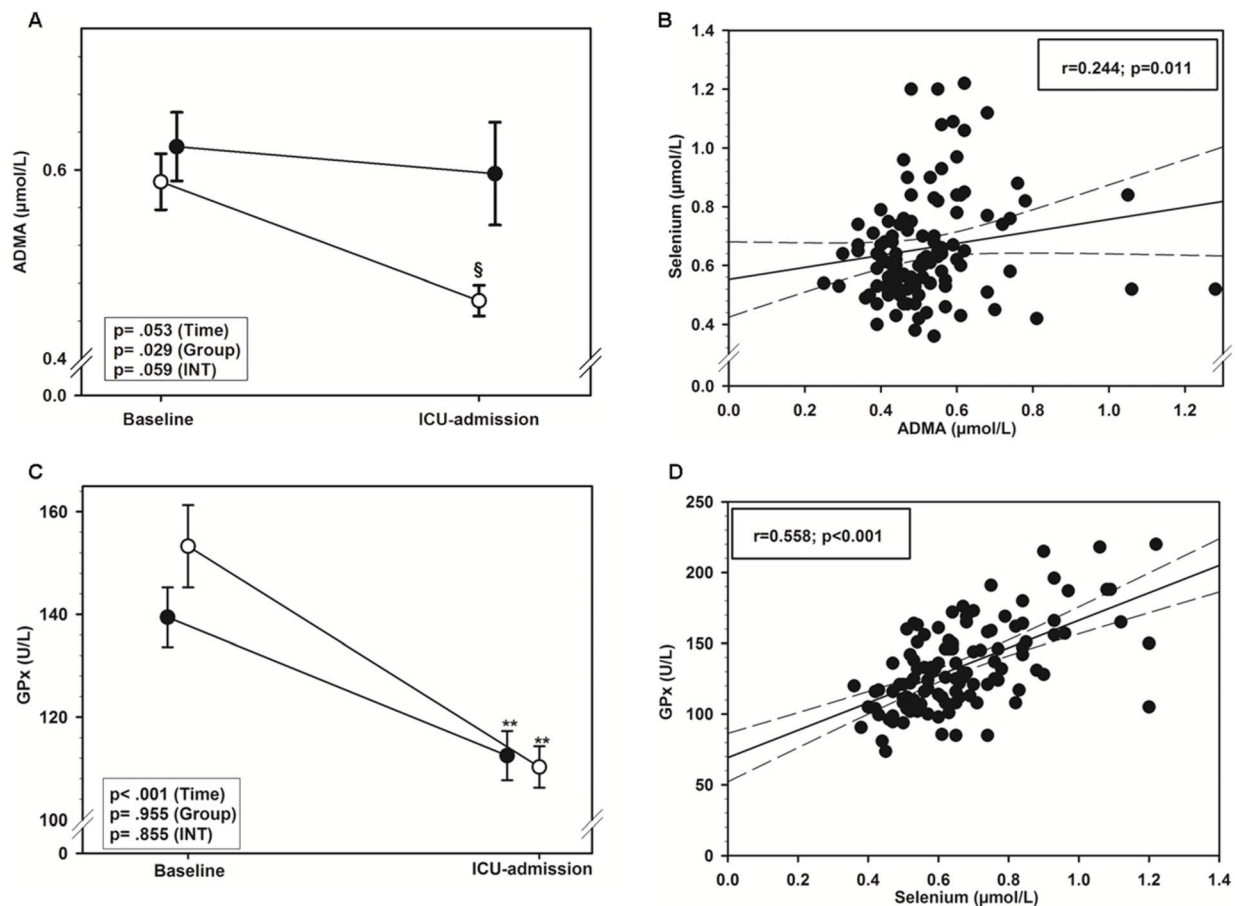 A
ADMA (μmol/L)
0.6
0.4
0.0
§
p= .053 (Time)
p= .029 (Group)
p= .059 (INT)
Baseline
ICU-admission
B
Selenium (μmol/L)
1.4
1.2
1.0
0.8
0.6
0.4
0.0
r=0.244; p=0.011
0.0 0.2 0.4 0.6 0.8 1.0 1.2
ADMA (μmol/L)
C
GPx (U/L)
160
140
120
100
0
** **
p< .001 (Time)
p= .955 (Group)
p= .855 (INT)
Baseline
ICU-admission
D
GPx (U/L)
250
200
150
100
50
0
r=0.558; p<0.001
0.0 0.2 0.4 0.6 0.8 1.0 1.2 1.4
Selenium (μmol/L)